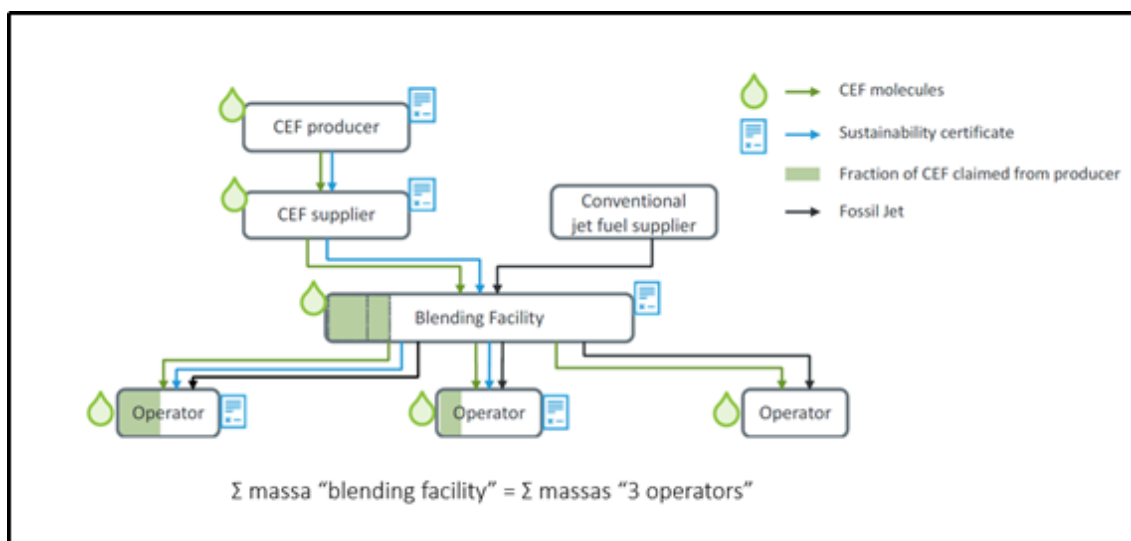 CEF producer
CEF supplier
Conventional
jet fuel supplier
Blending Facility
Operator
Operator
Operator
CEF molecules
Sustainability certificate
Fraction of CEF claimed from producer
Fossil Jet
Σ massa “blending facility” = Σ massas “3 operators”